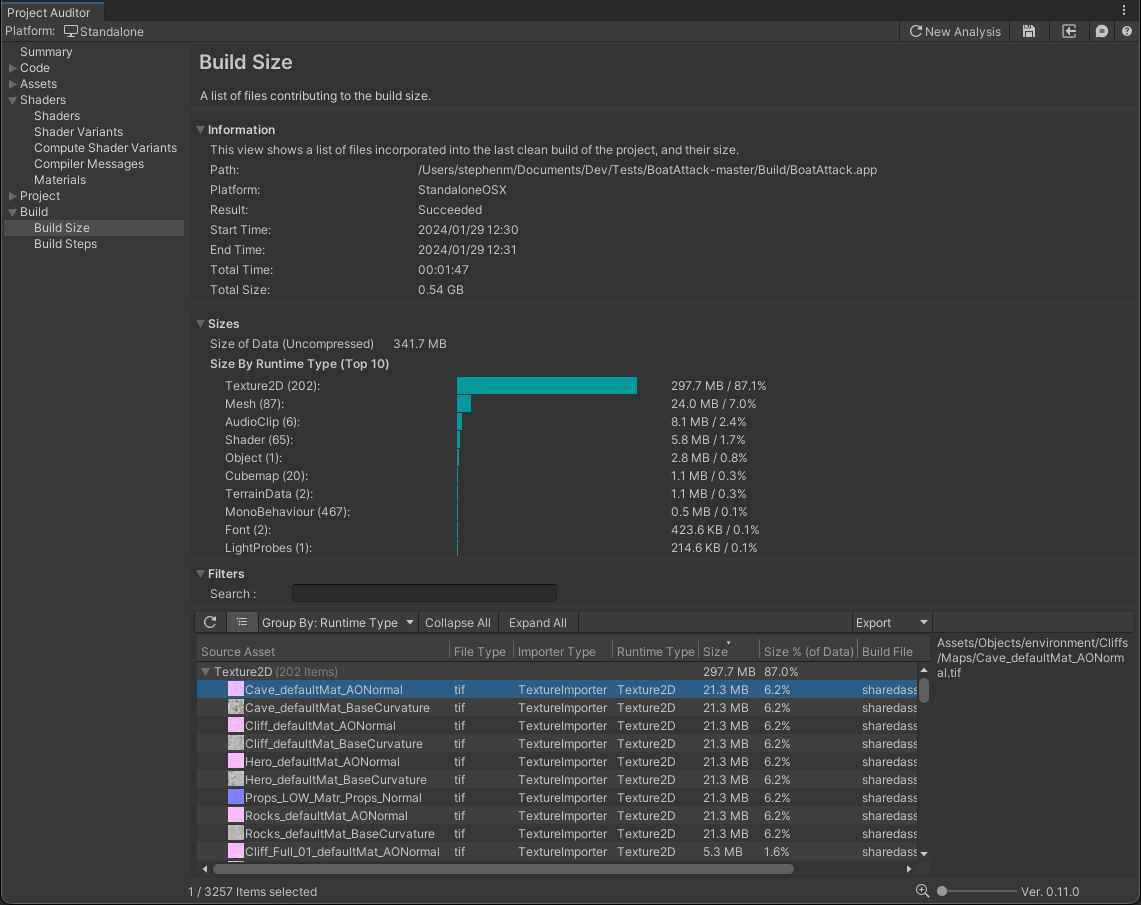 Project Auditor
Platform: Standalone New Analysis
Summary
Code
Assets
Shaders
Shaders
Shader Variants
Compute Shader Variants
Compiler Messages
Materials
Project
Build
Build Size
Build Steps
Build Size
A list of files contributing to the build size.
Information
This view shows a list of files incorporated into the last clean build of the project, and their size.
Path: /Users/stephenm/Documents/Dev/Tests/BoatAttack-master/Build/BoatAttack.app
Platform: StandaloneOSX
Result: Succeeded
Start Time: 2024/01/29 12:30
End Time: 2024/01/29 12:31
Total Time: 00:01:47
Total Size: 0.54 GB
Sizes
Size of Data (Uncompressed) 341.7 MB
Size By Runtime Type (Top 10)
Texture2D (202): 297.7 MB / 87.1%
Mesh (87): 24.0 MB / 7.0%
AudioClip (6): 8.1 MB / 2.4%
Shader (65): 5.8 MB / 1.7%
Object (1): 2.8 MB / 0.8%
Cubemap (20): 1.1 MB / 0.3%
TerrainData (2): 1.1 MB / 0.3%
MonoBehaviour (467): 0.5 MB / 0.1%
Font (2): 423.6 KB / 0.1%
LightProbes (1): 214.6 KB / 0.1%
Filters
Search :
Group By: Runtime Type Collapse All Expand All Export
Source Asset File Type Importer Type Runtime Type Size Size % (of Data) Build File
Texture2D (202 Items) 297.7 MB 87.0%
Cave_defaultMat_AONormal tif TextureImporter Texture2D 21.3 MB 6.2% sharedass
Cave_defaultMat_BaseCurvature tif TextureImporter Texture2D 21.3 MB 6.2% sharedass
Cliff_defaultMat_AONormal tif TextureImporter Texture2D 21.3 MB 6.2% sharedass
Cliff_defaultMat_BaseCurvature tif TextureImporter Texture2D 21.3 MB 6.2% sharedass
Hero_defaultMat_AONormal tif TextureImporter Texture2D 21.3 MB 6.2% sharedass
Hero_defaultMat_BaseCurvature tif TextureImporter Texture2D 21.3 MB 6.2% sharedass
Props_LOW_Matr_Props_Normal tif TextureImporter Texture2D 21.3 MB 6.2% sharedass
Rocks_defaultMat_AONormal tif TextureImporter Texture2D 21.3 MB 6.2% sharedass
Rocks_defaultMat_BaseCurvature tif TextureImporter Texture2D 21.3 MB 6.2% sharedass
Cliff_Full_01_defaultMat_AONormal tif TextureImporter Texture2D 5.3 MB 1.6% sharedass
Assets/Objects/environment/Cliffs
/Maps/Cave_defaultMat_AONorm
al.tif
1 / 3257 Items selected Ver. 0.11.0